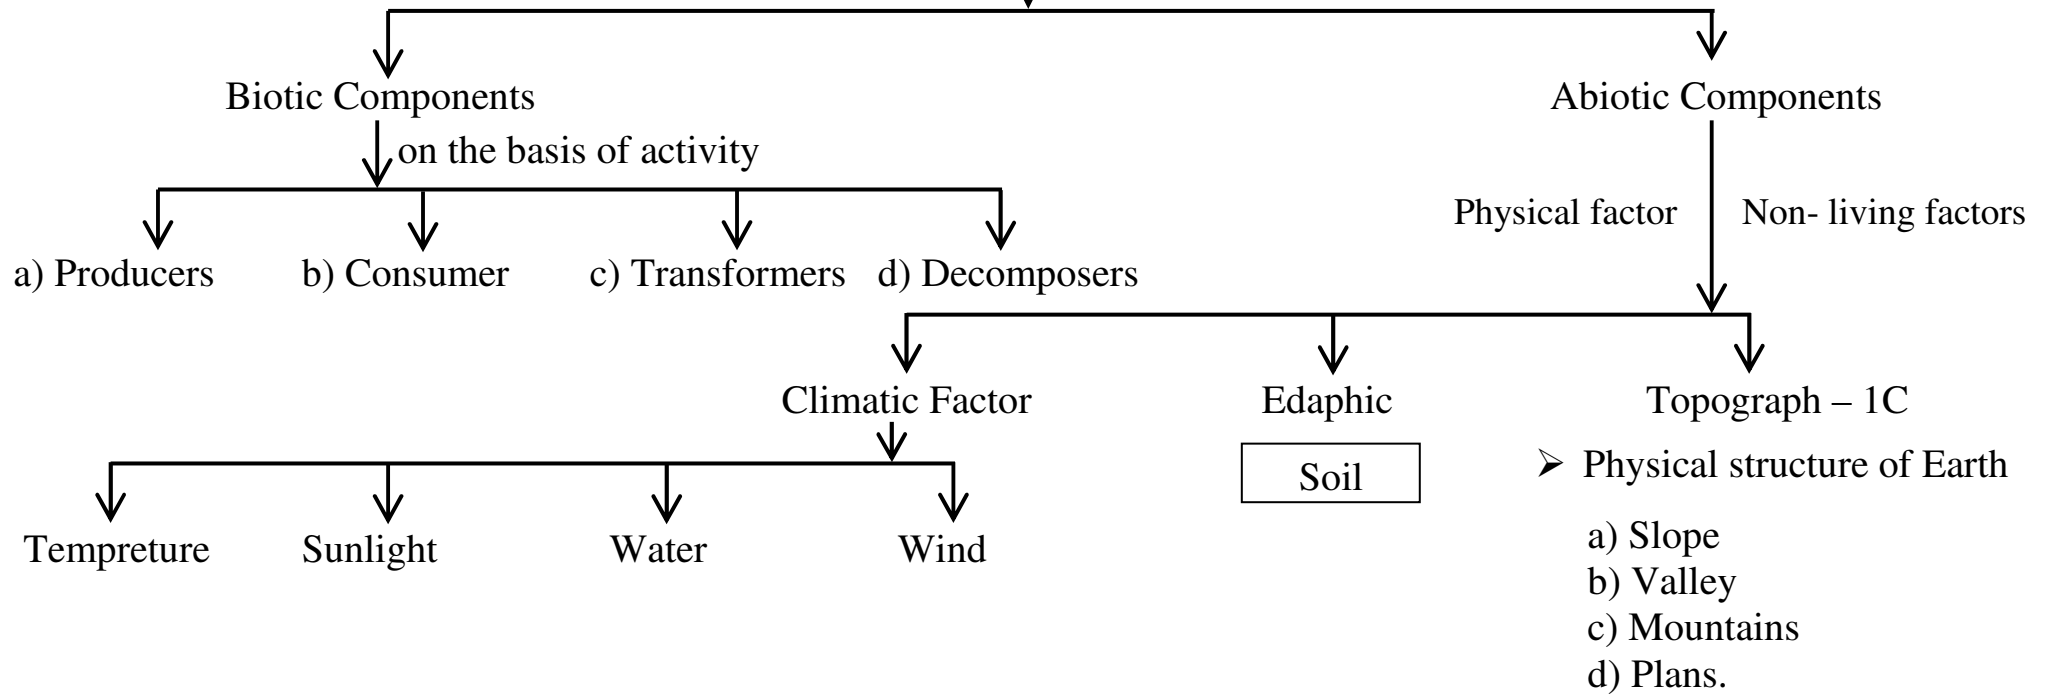 Biotic Components
Abiotic Components
on the basis of activity
Physical factor
Non- living factors
a) Producers
b) Consumer
c) Transformers
d) Decomposers
Climatic Factor
Edaphic
Topograph – 1C
Soil
➢ Physical structure of Earth
Tempreture
Sunlight
Water
Wind
a) Slope
b) Valley
c) Mountains
d) Plans.